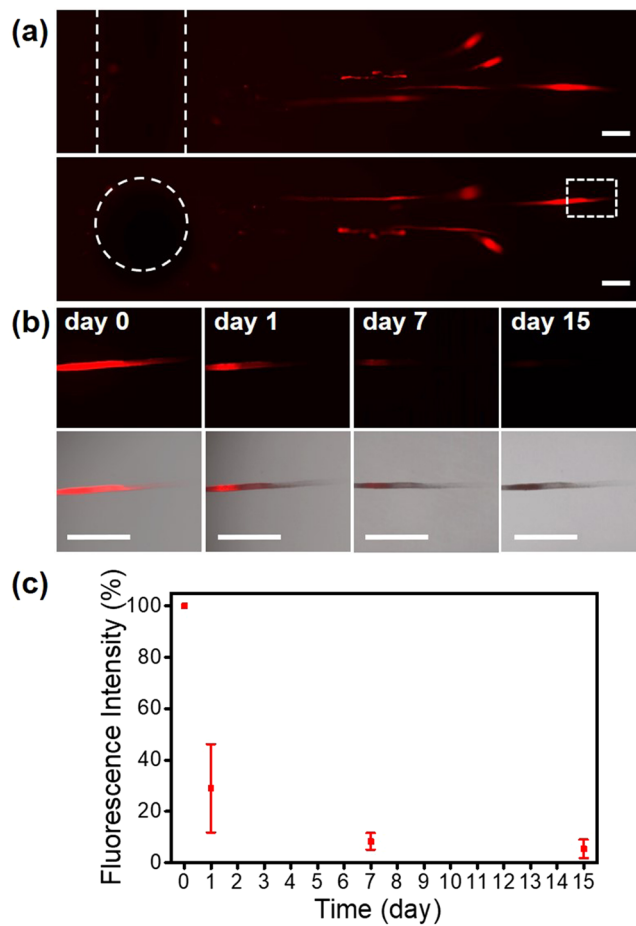 (a)
(b)
day 0 day 1 day 7 day 15
(c)
Fluorescence Intensity (%)
100
80
60
40
20
0
0 1 2 3 4 5 6 7 8 9 10 11 12 13 14 15
Time (day)